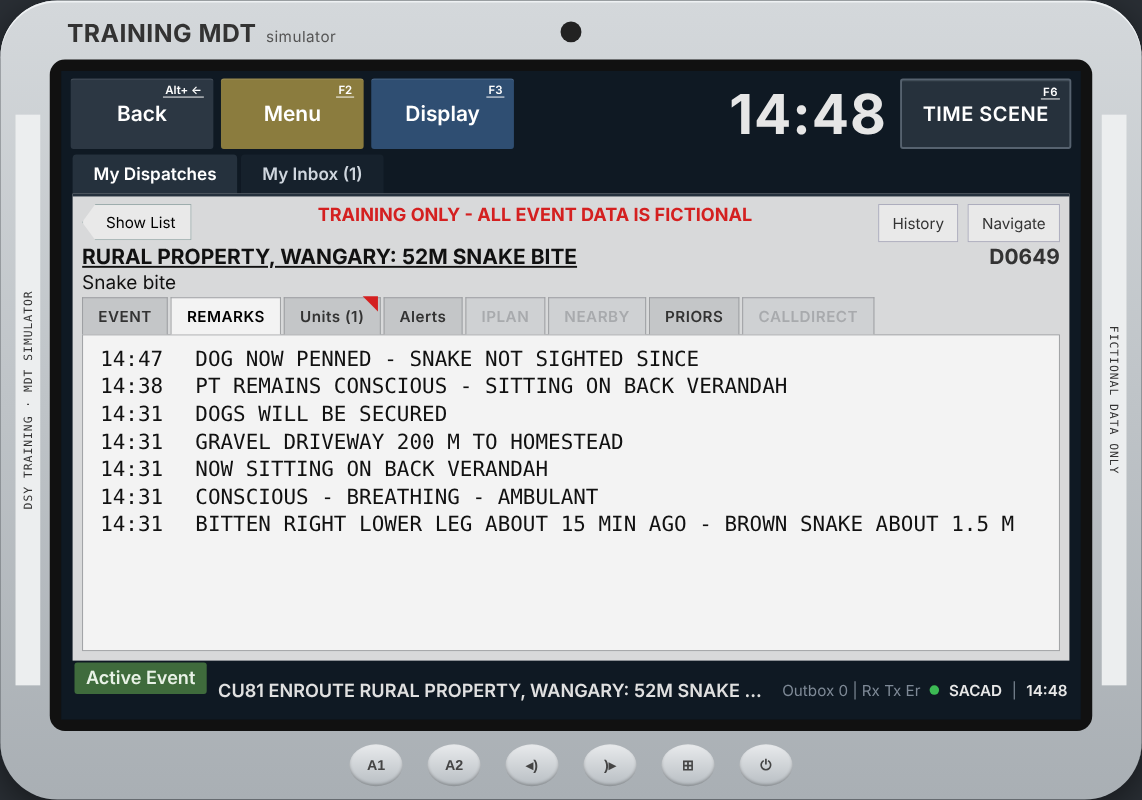 TRAINING MDT simulator
Back Alt+ ←
Menu F2
Display F3
14:48
TIME SCENE F6
My Dispatches
My Inbox (1)
Show List
TRAINING ONLY - ALL EVENT DATA IS FICTIONAL
History
Navigate
RURAL PROPERTY, WANGARY: 52M SNAKE BITE
D0649
Snake bite
EVENT
REMARKS
Units (1)
Alerts
IPLAN
NEARBY
PRIORS
CALLDIRECT
14:47 DOG NOW PENNED - SNAKE NOT SIGHTED SINCE
14:38 PT REMAINS CONSCIOUS - SITTING ON BACK VERANDAH
14:31 DOGS WILL BE SECURED
14:31 GRAVEL DRIVEWAY 200 M TO HOMESTEAD
14:31 NOW SITTING ON BACK VERANDAH
14:31 CONSCIOUS - BREATHING - AMBULANT
14:31 BITTEN RIGHT LOWER LEG ABOUT 15 MIN AGO - BROWN SNAKE ABOUT 1.5 M
Active Event
CU81 ENROUTE RURAL PROPERTY, WANGARY: 52M SNAKE ...
Outbox 0 | Rx Tx Er
SACAD | 14:48
DSY TRAINING · MDT SIMULATOR
FICTIONAL DATA ONLY
A1
A2